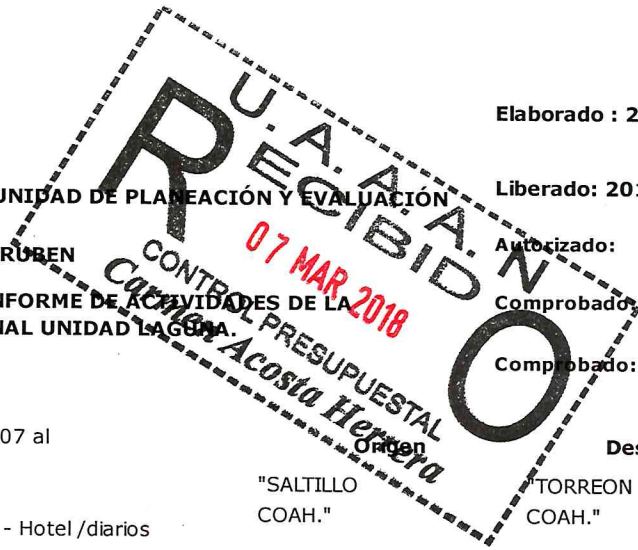 Elaborado : 2
UNIDAD DE PLANEACIÓN Y EVALUACIÓN
Liberado: 201
RUBEN
Autorizado:
INFORME DE ACTIVIDADES DE LA
NAL UNIDAD LAGUNA.
Comprobado:
Comprobado:
U. A. A. A. N
RECIBIDO
07 MAR 2018
CONTROL PRESUPUESTAL
Carmen Acosta Herrera
07 al
Origen
Des
"SALTILLO
COAH."
"TORREON
COAH."
- Hotel /diarios